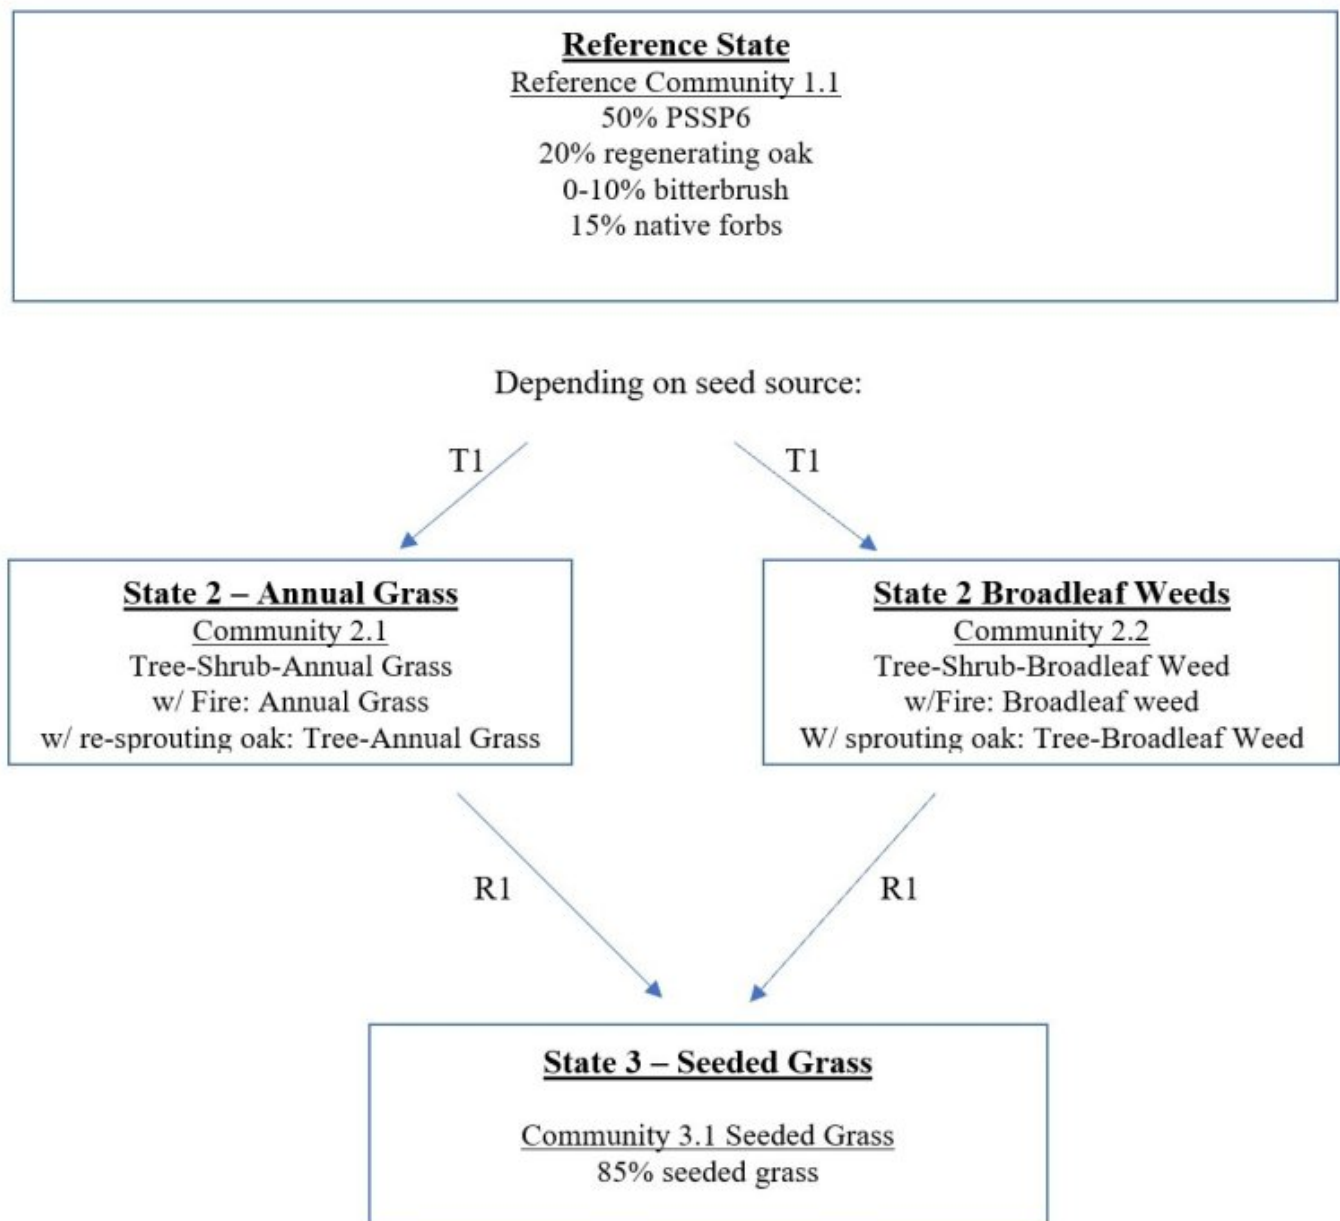 Reference State
Reference Community 1.1
50% PSSP6
20% regenerating oak
0-10% bitterbrush
15% native forbs
Depending on seed source:
T1
T1
State 2 – Annual Grass
Community 2.1
Tree-Shrub-Annual Grass
w/ Fire: Annual Grass
w/ re-sprouting oak: Tree-Annual Grass
State 2 Broadleaf Weeds
Community 2.2
Tree-Shrub-Broadleaf Weed
w/Fire: Broadleaf weed
W/ sprouting oak: Tree-Broadleaf Weed
R1
R1
State 3 – Seeded Grass
Community 3.1 Seeded Grass
85% seeded grass